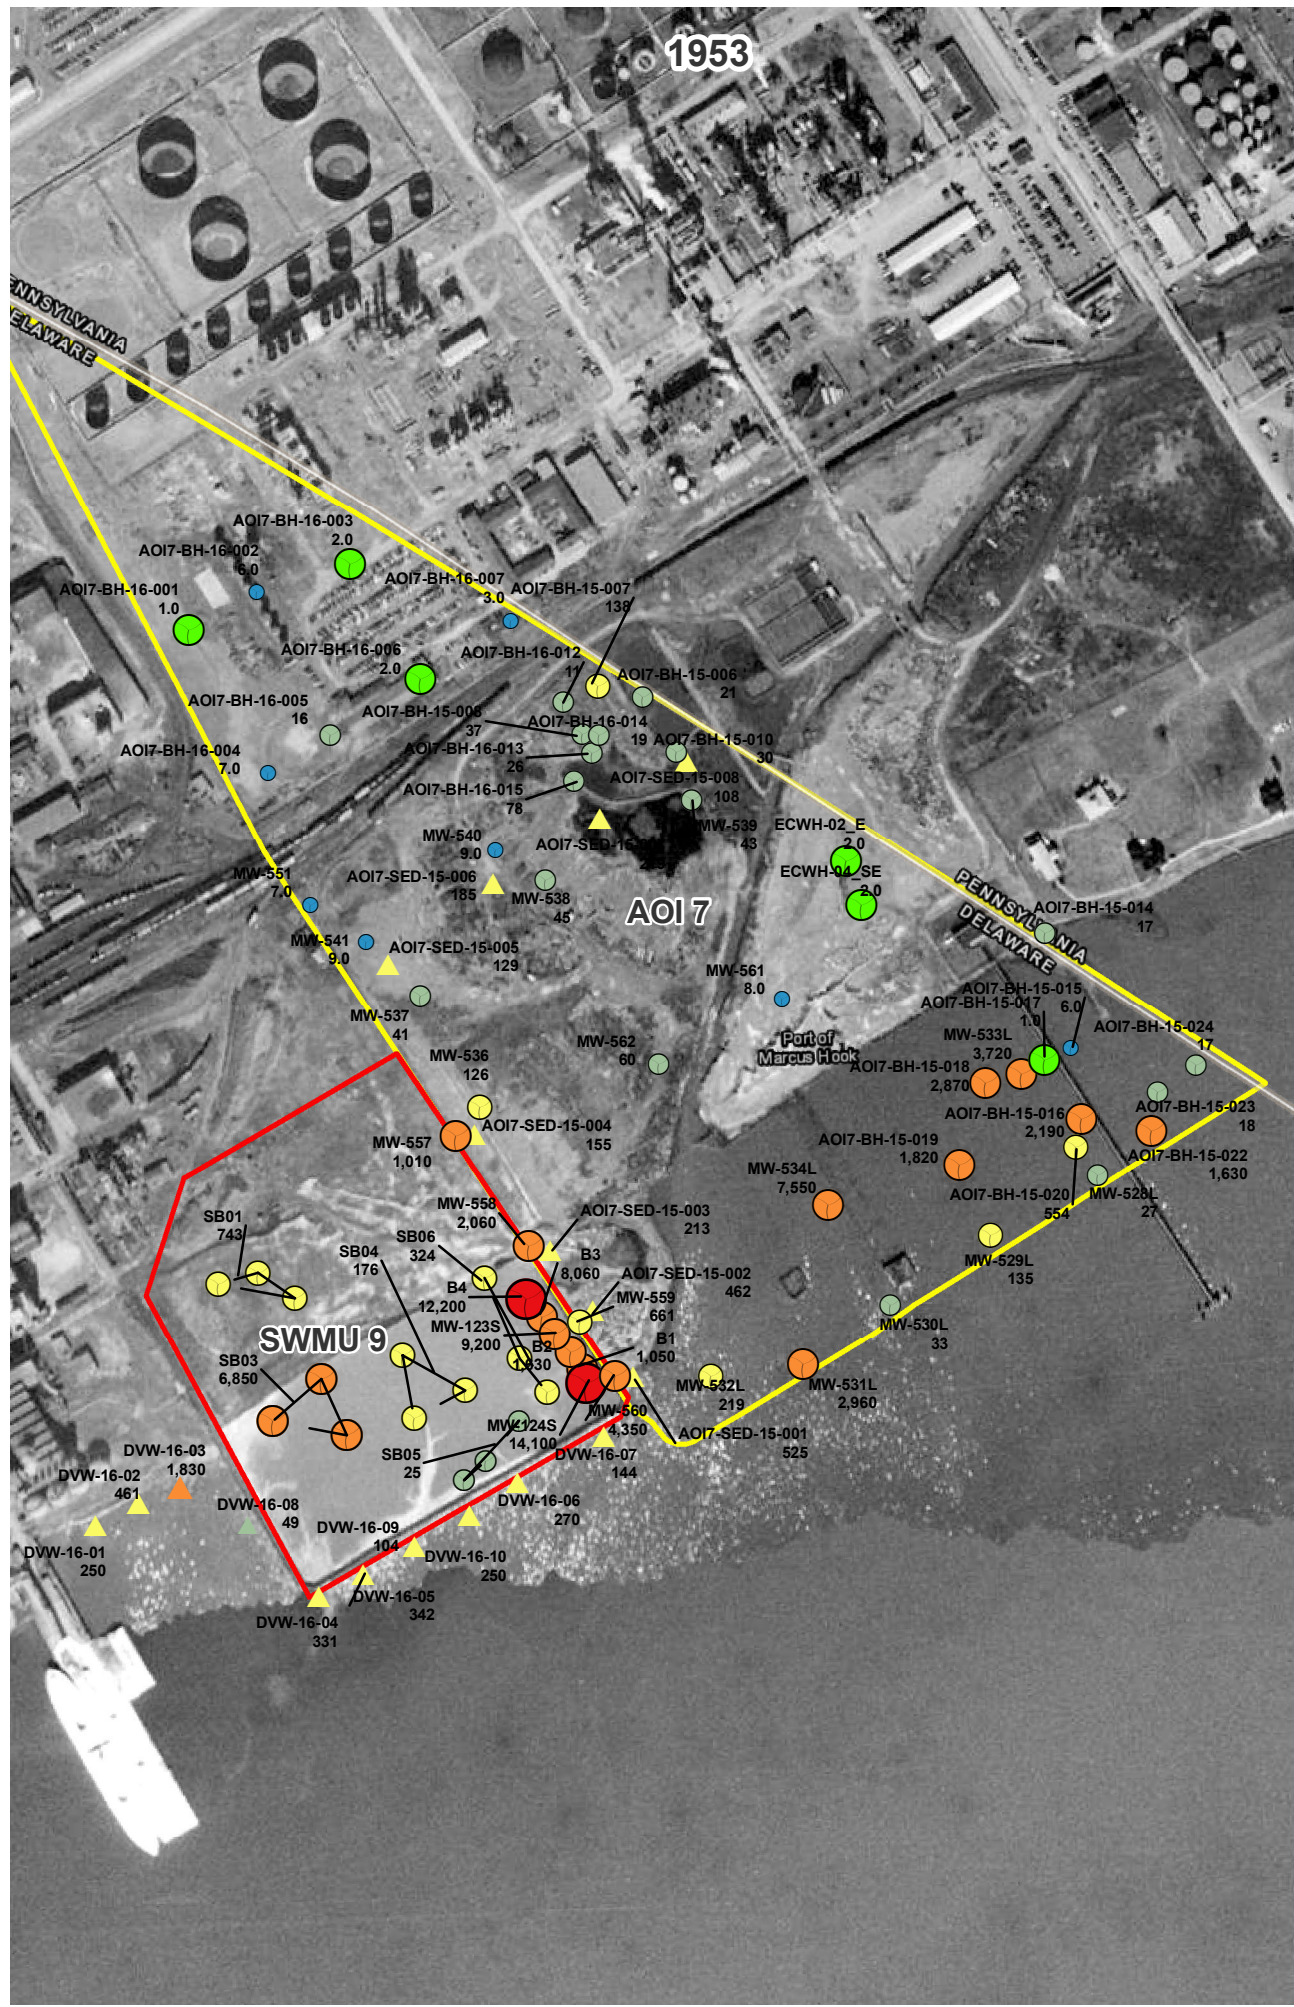 1953
PENNSYLVANIA
DELAWARE
AOI7-BH-16-003
2.0
AOI7-BH-16-002
6.0
AOI7-BH-16-001
1.0
AOI7-BH-16-007
3.0
AOI7-BH-15-007
138
AOI7-BH-16-006
2.0
AOI7-BH-16-012
11
AOI7-BH-15-006
21
AOI7-BH-16-005
16
AOI7-BH-15-008
37
AOI7-BH-16-014
19
AOI7-BH-15-010
30
AOI7-BH-16-004
7.0
AOI7-BH-16-013
26
AOI7-SED-15-008
108
AOI7-BH-16-015
78
MW-539
43
MW-540
9.0
ECWH-02_E
2.0
AOI7-SED-15-006
185
MW-551
7.0
MW-538
45
ECWH-04_SE
2.0
AOI 7
PENNSYLVANIA
DELAWARE
AOI7-BH-15-014
17
MW-541
9.0
AOI7-SED-15-005
129
MW-561
8.0
AOI7-BH-15-015
6.0
AOI7-BH-15-017
1.0
MW-537
41
MW-562
60
Port of
Marcus Hook
MW-533L
3,720
AOI7-BH-15-024
17
MW-536
126
AOI7-BH-15-018
2,870
AOI7-BH-15-016
2,190
AOI7-BH-15-023
18
AOI7-SED-15-004
155
MW-557
1,010
AOI7-BH-15-019
1,820
AOI7-BH-15-022
1,630
MW-534L
7,550
AOI7-BH-15-020
554
MW-528L
27
MW-558
2,060
AOI7-SED-15-003
213
SB01
743
SB06
324
SB04
176
B3
8,060
MW-529L
135
AOI7-SED-15-002
462
B4
12,200
MW-559
661
MW-530L
33
SWMU 9
MW-123S
9,200
B1
1,050
B2
SB03
6,850
MW-532L
219
MW-531L
2,960
MW-560
4,350
MW-124S
14,100
AOI7-SED-15-001
525
SB05
25
DVW-16-07
144
DVW-16-03
1,830
DVW-16-02
461
DVW-16-06
270
DVW-16-08
49
DVW-16-09
104
DVW-16-01
250
DVW-16-10
250
DVW-16-05
342
DVW-16-04
331